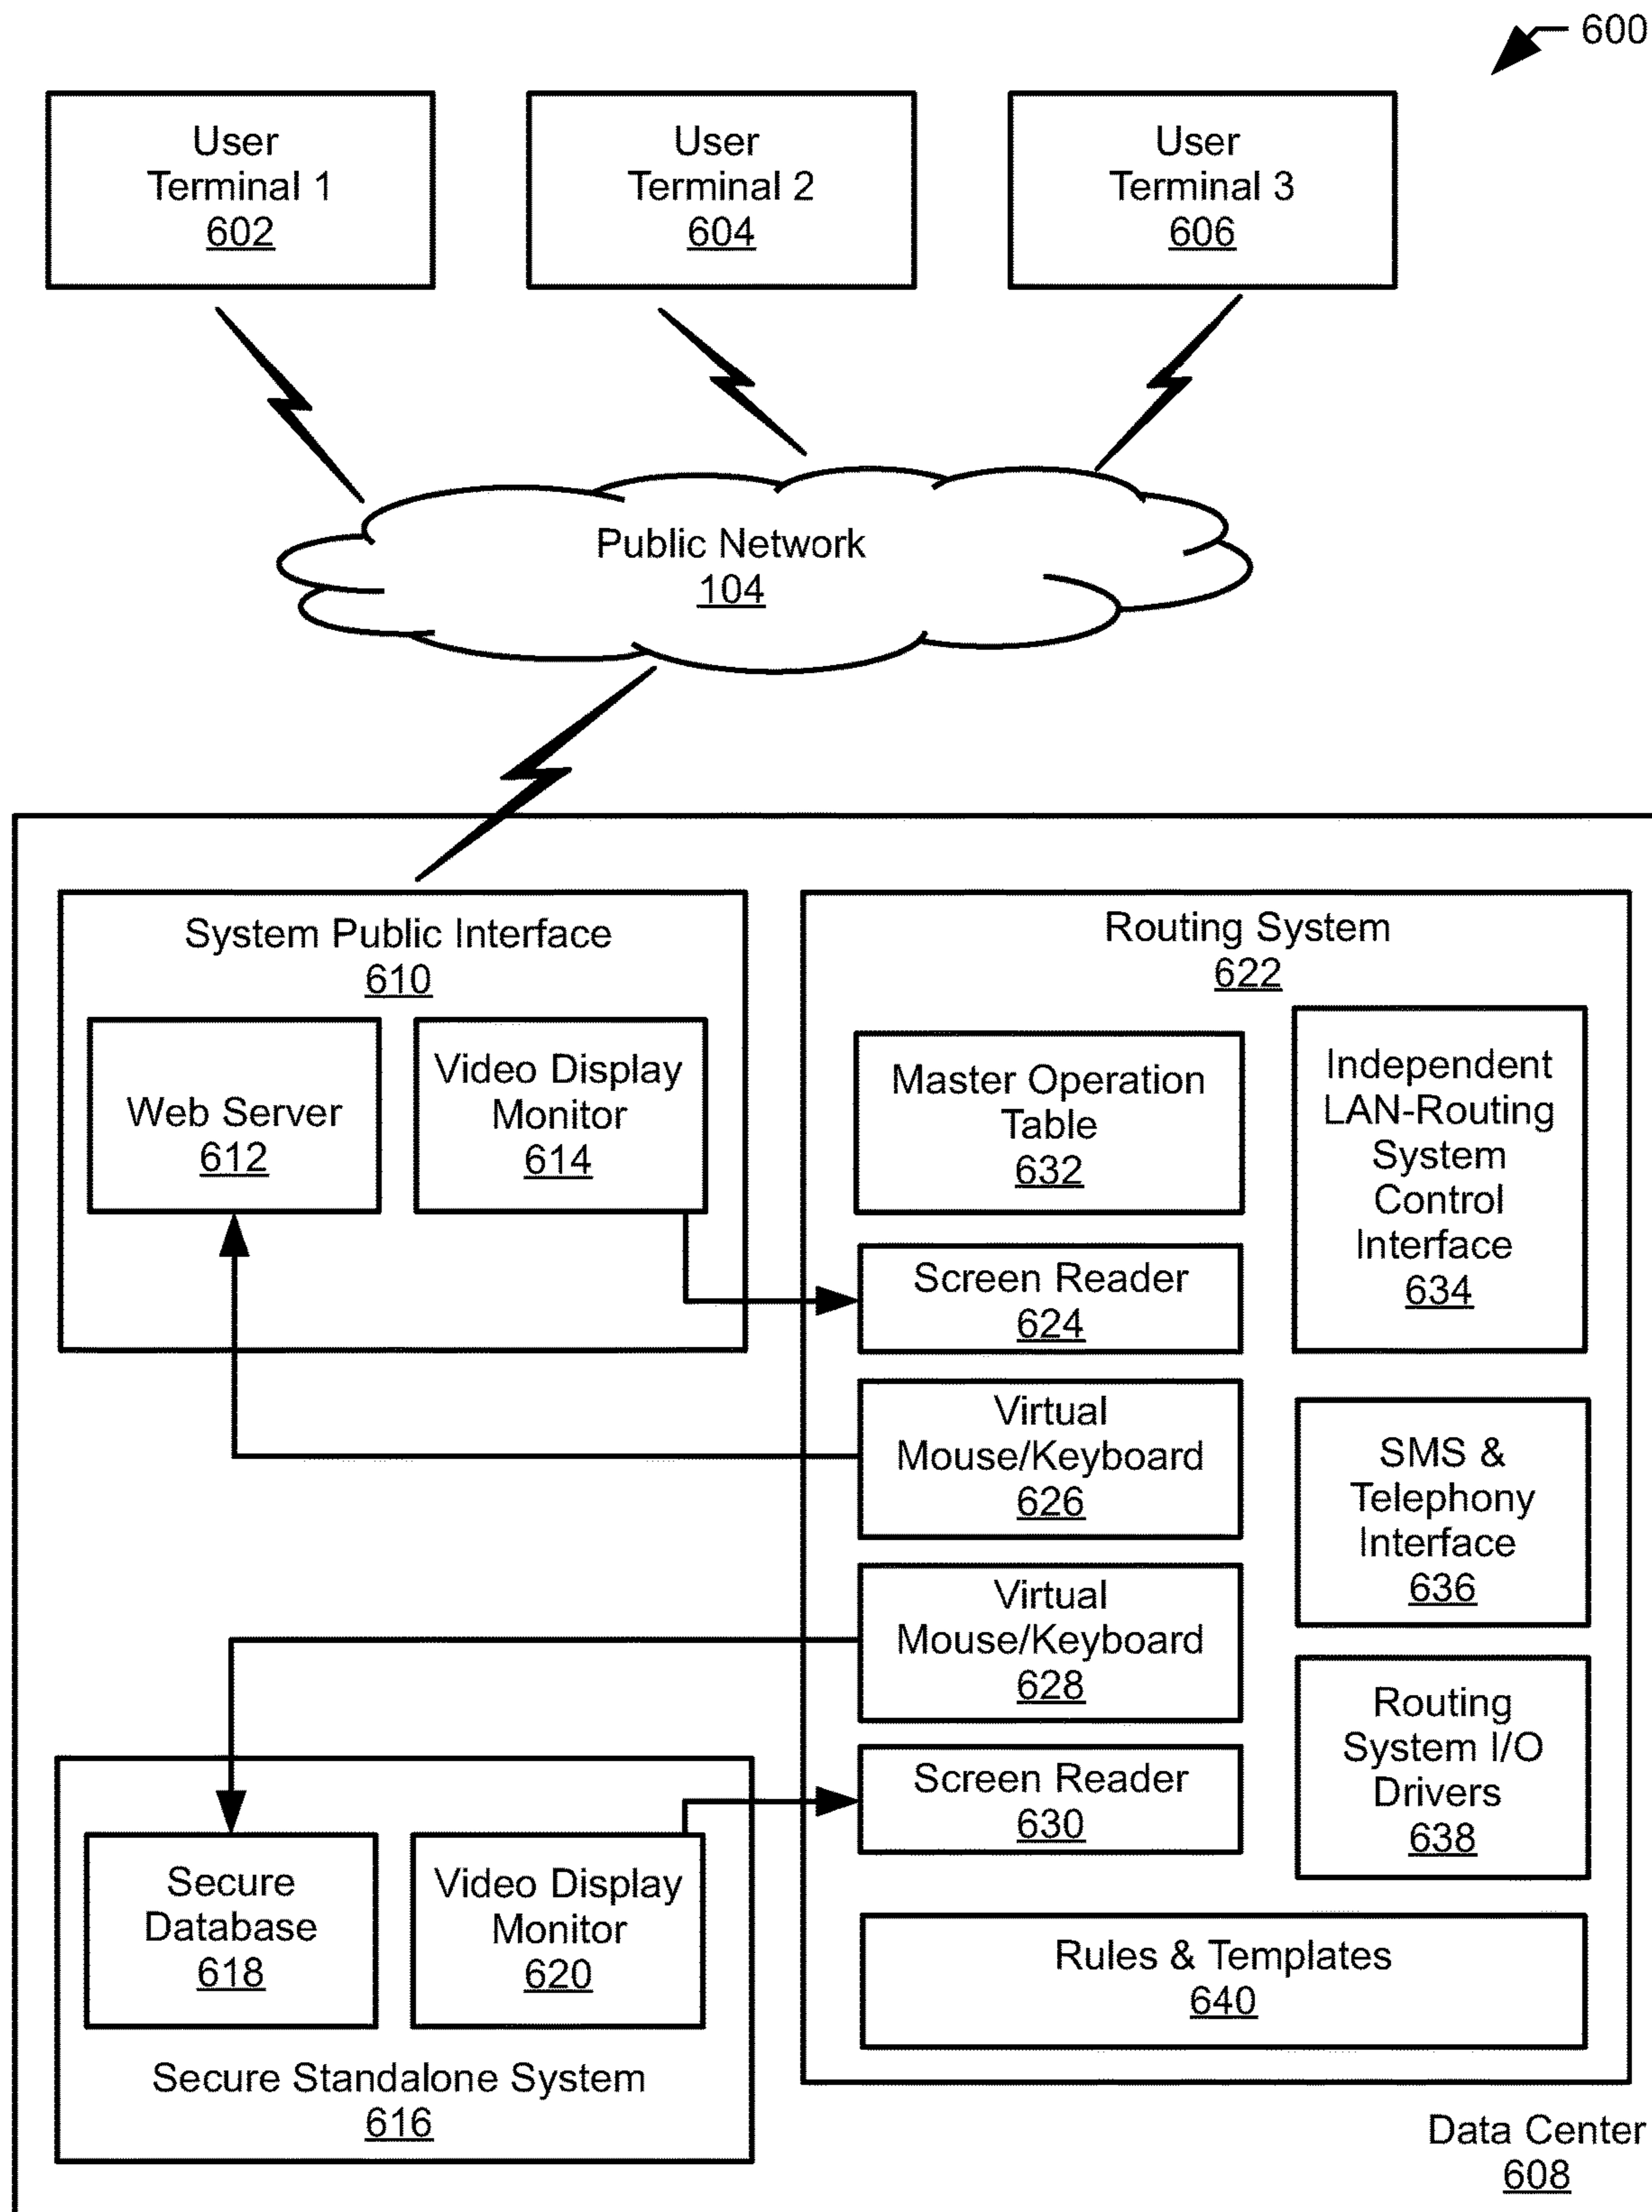 600
User
Terminal 1
602
User
Terminal 2
604
User
Terminal 3
606
Public Network
104
System Public Interface
610
Web Server
612
Video Display
Monitor
614
Routing System
622
Master Operation
Table
632
Independent
LAN-Routing
System
Control
Interface
634
Screen Reader
624
Virtual
Mouse/Keyboard
626
SMS &
Telephony
Interface
636
Virtual
Mouse/Keyboard
628
Routing
System I/O
Drivers
638
Screen Reader
630
Secure
Database
618
Video Display
Monitor
620
Secure Standalone System
616
Rules & Templates
640
Data Center
608